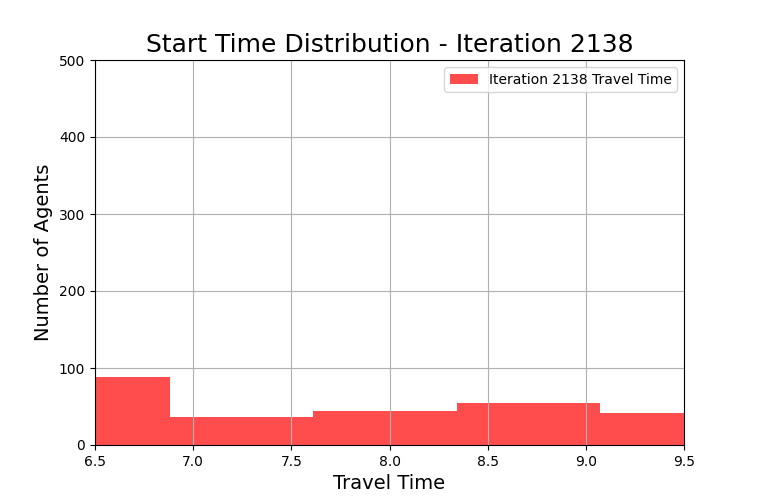 Start Time Distribution - Iteration 2138
500
400
300
200
100
0
Number of Agents
Iteration 2138 Travel Time
6.5 7.0 7.5 8.0 8.5 9.0 9.5
Travel Time